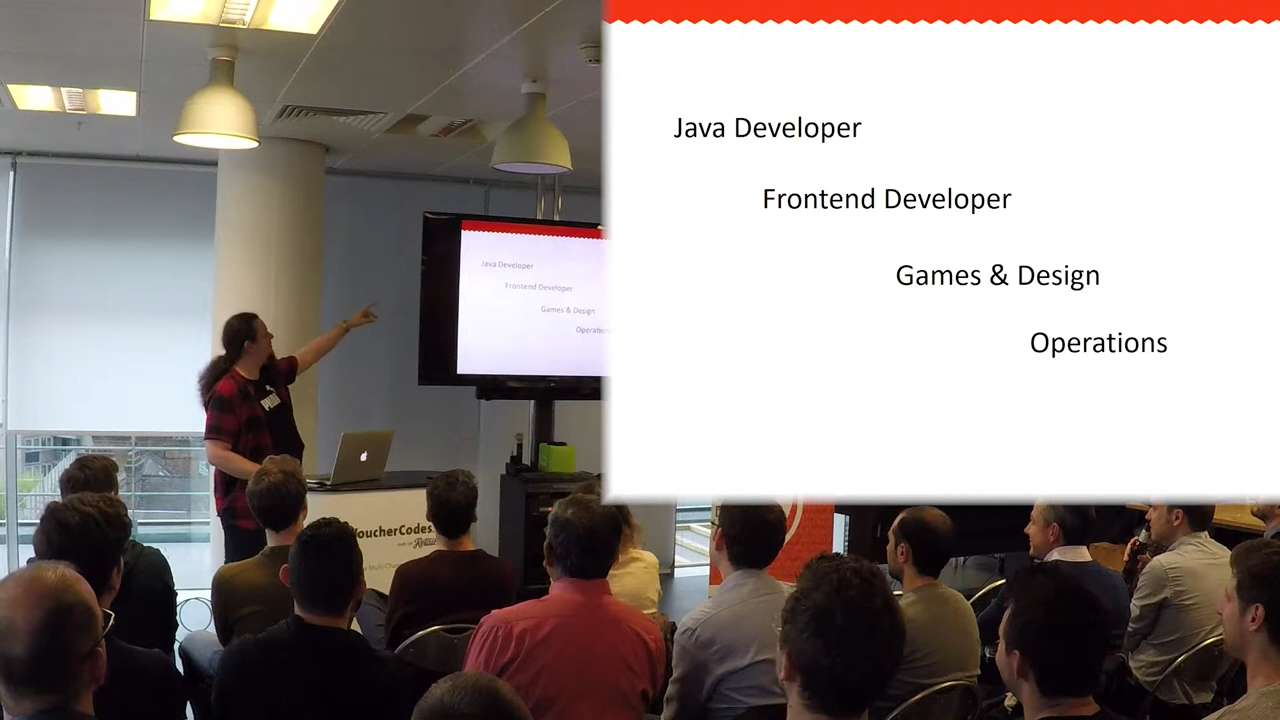 Java Developer
Frontend Developer
Games & Design
Operations
Java Developer
Frontend Developer
Games & Design
VoucherCodes